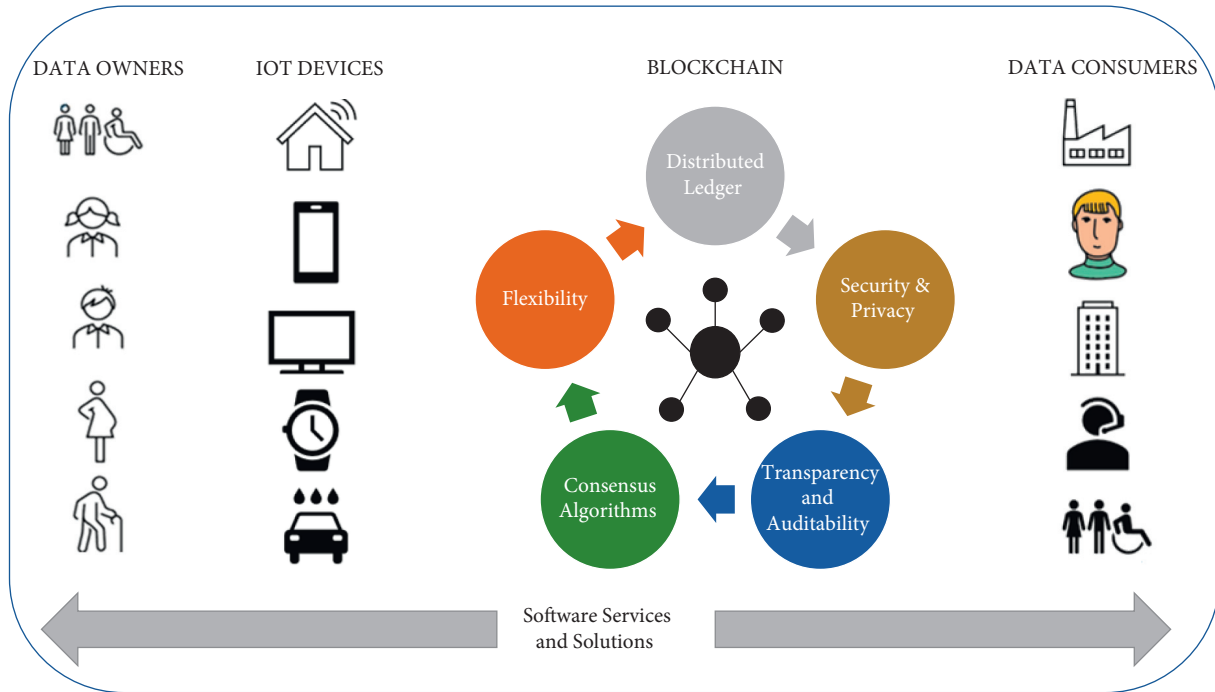 DATA OWNERS
IOT DEVICES
BLOCKCHAIN
DATA CONSUMERS
Distributed
Ledger
Security &
Privacy
Transparency
and
Auditability
Consensus
Algorithms
Flexibility
Software Services
and Solutions